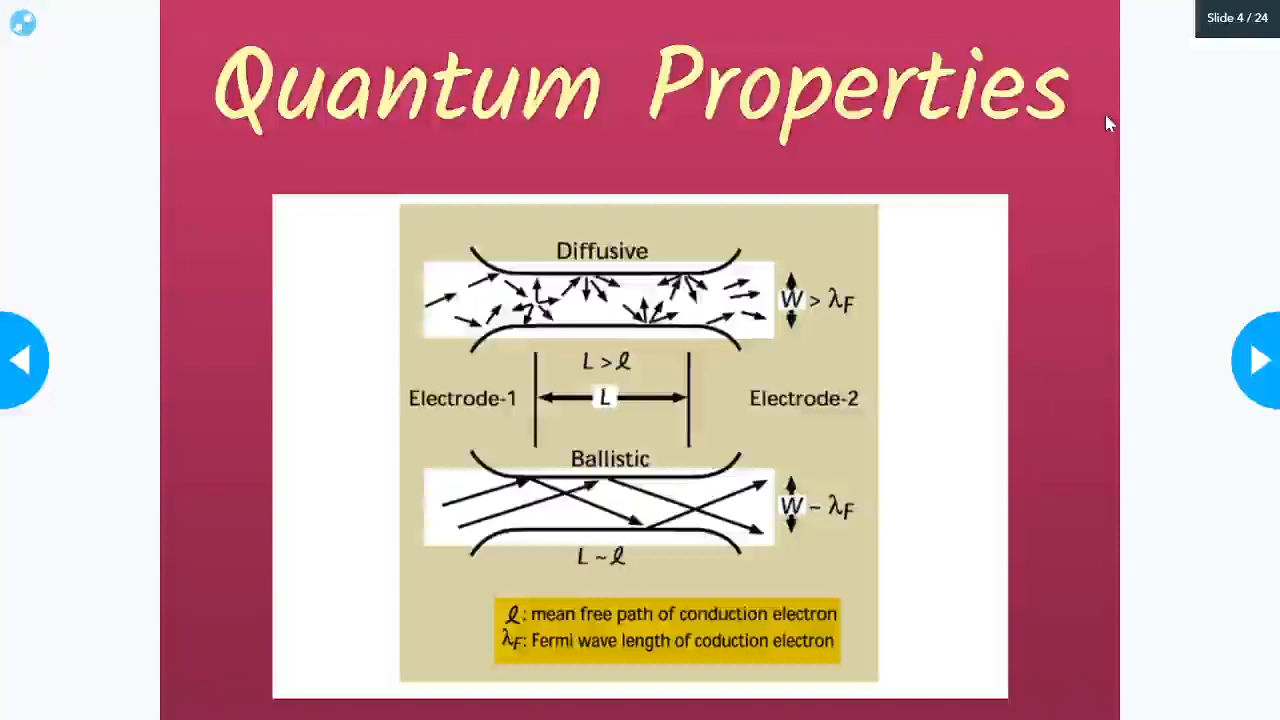 Slide 4 / 24
Quantum Properties
Diffusive
W > λF
L > ℓ
Electrode-1
L
Electrode-2
Ballistic
W ~ λF
L ~ ℓ
ℓ: mean free path of conduction electron
λF: Fermi wave length of coduction electron